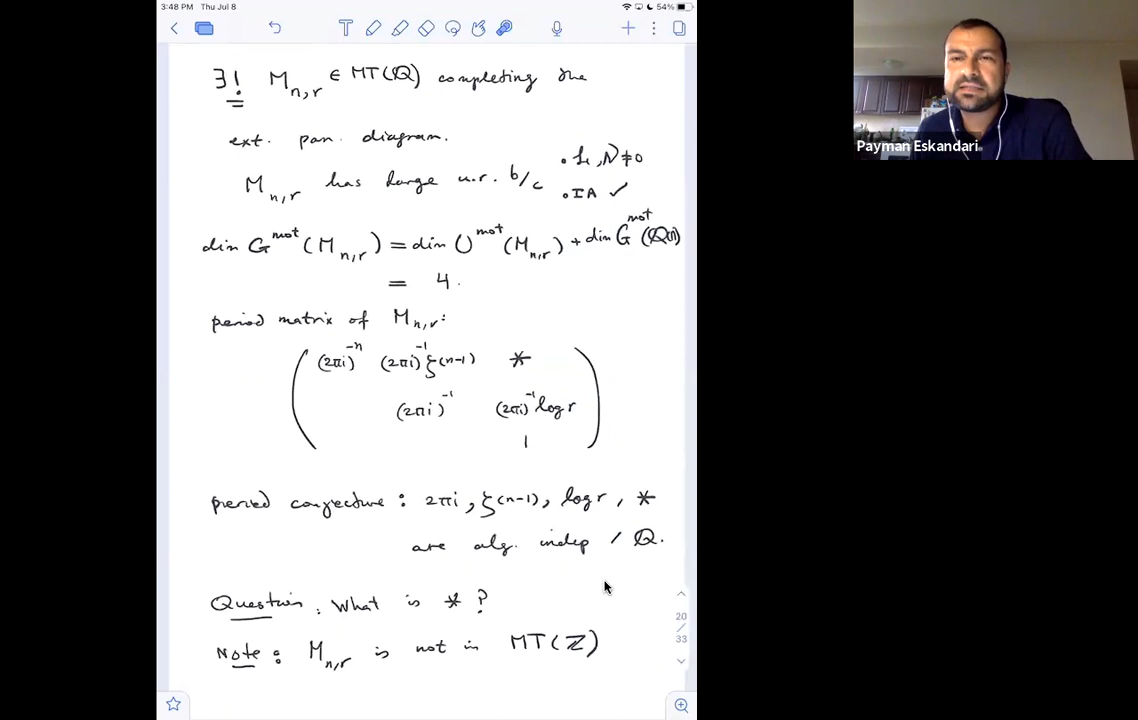 3:48 PM Thu Jul 8
54%
∃! M_{n,r} ∈ MT(Q) completing the
ext. pan. diagram.
M_{n,r} has large u.r. b/c
• L, N ≠ 0
• IA ✓
dim G^{mot}(M_{n,r}) = dim U^{mot}(M_{n,r}) + dim G^{mot}(Q(1))
= 4.
period matrix of M_{n,r}:
(2πi)^{-n} (2πi)^{-1} ζ(n-1) *
(2πi)^{-1} (2πi)^{-1} log r
1
period conjecture : 2πi, ζ(n-1), log r, *
are alg. indep / Q.
Question: What is * ?
Note: M_{n,r} is not in MT(Z)
20
/
33
Payman Eskandari